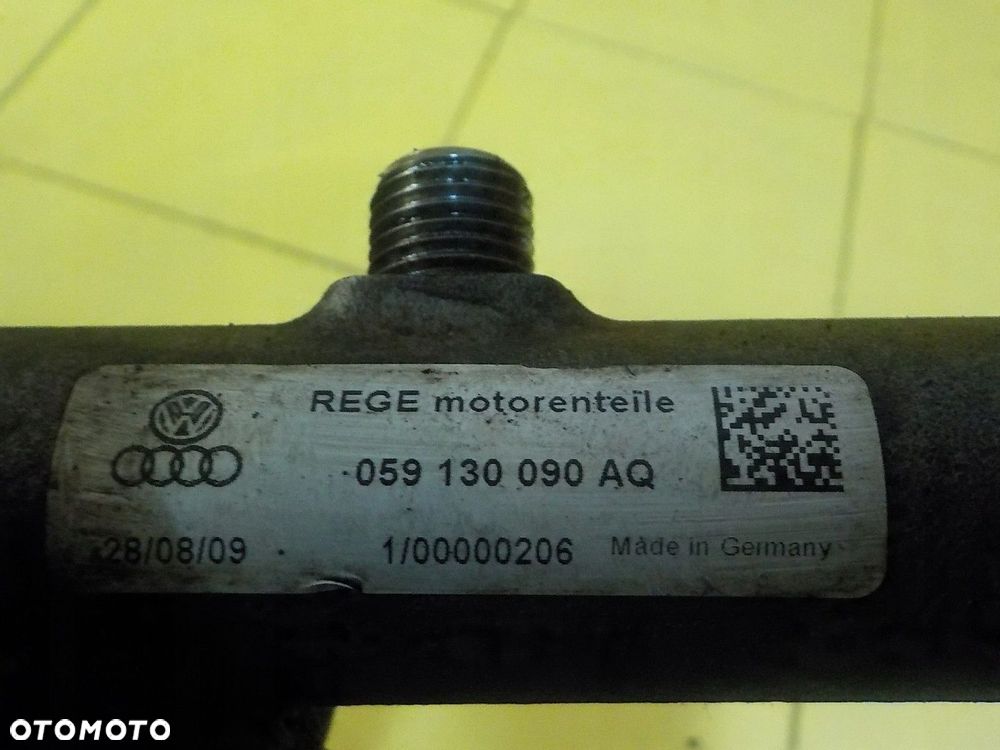 REGE motorenteile
059 130 090 AQ
28/08/09 1/00000206 Made in Germany
OTOMOTO